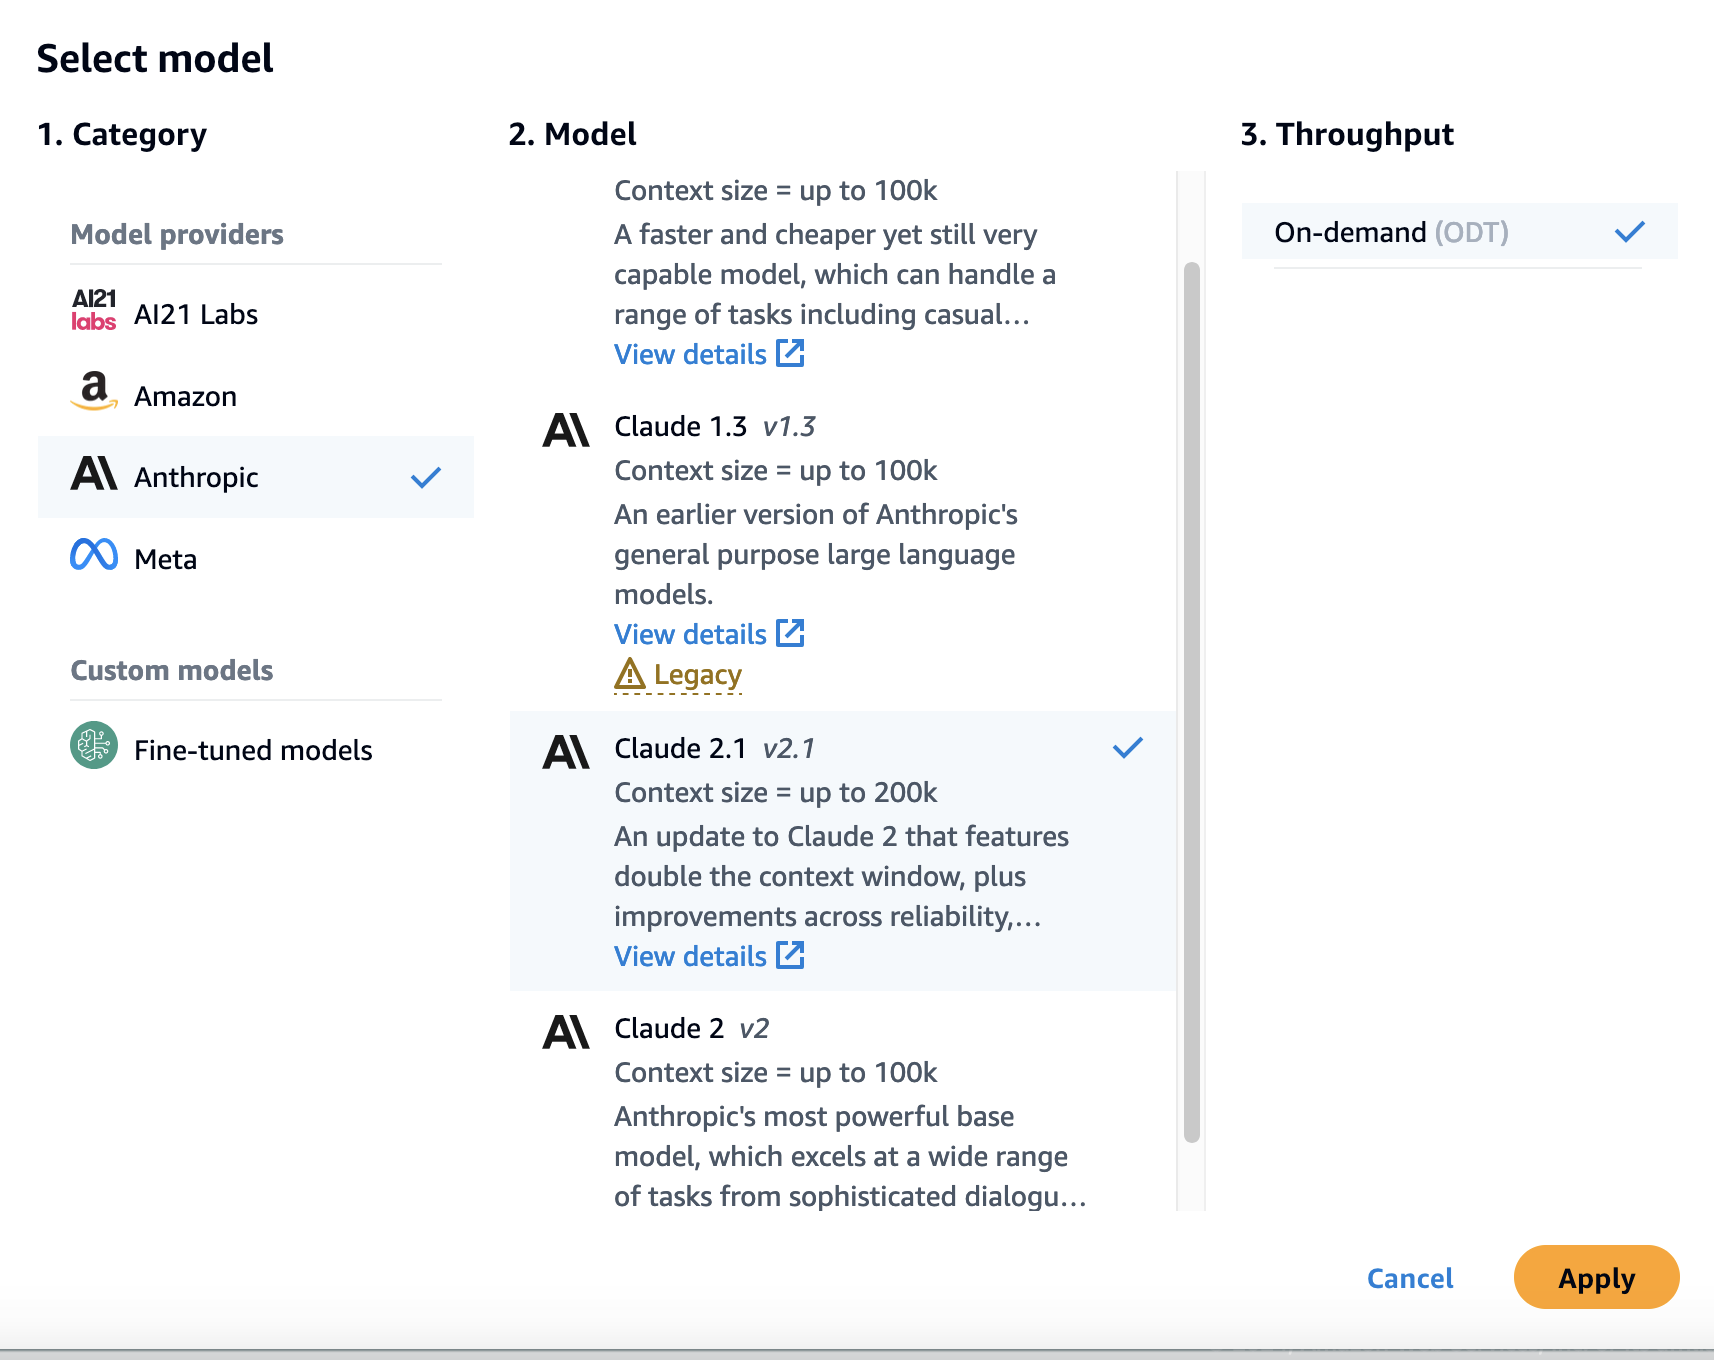 Select model
1. Category
Model providers
AI21 labs
AI21 Labs
a
Amazon
Anthropic
Meta
Custom models
Fine-tuned models
2. Model
Context size = up to 100k
A faster and cheaper yet still very
capable model, which can handle a
range of tasks including casual…
View details
Claude 1.3 v1.3
Context size = up to 100k
An earlier version of Anthropic's
general purpose large language
models.
View details
Legacy
Claude 2.1 v2.1
Context size = up to 200k
An update to Claude 2 that features
double the context window, plus
improvements across reliability,…
View details
Claude 2 v2
Context size = up to 100k
Anthropic's most powerful base
model, which excels at a wide range
of tasks from sophisticated dialogu…
3. Throughput
On-demand (ODT)
Cancel
Apply